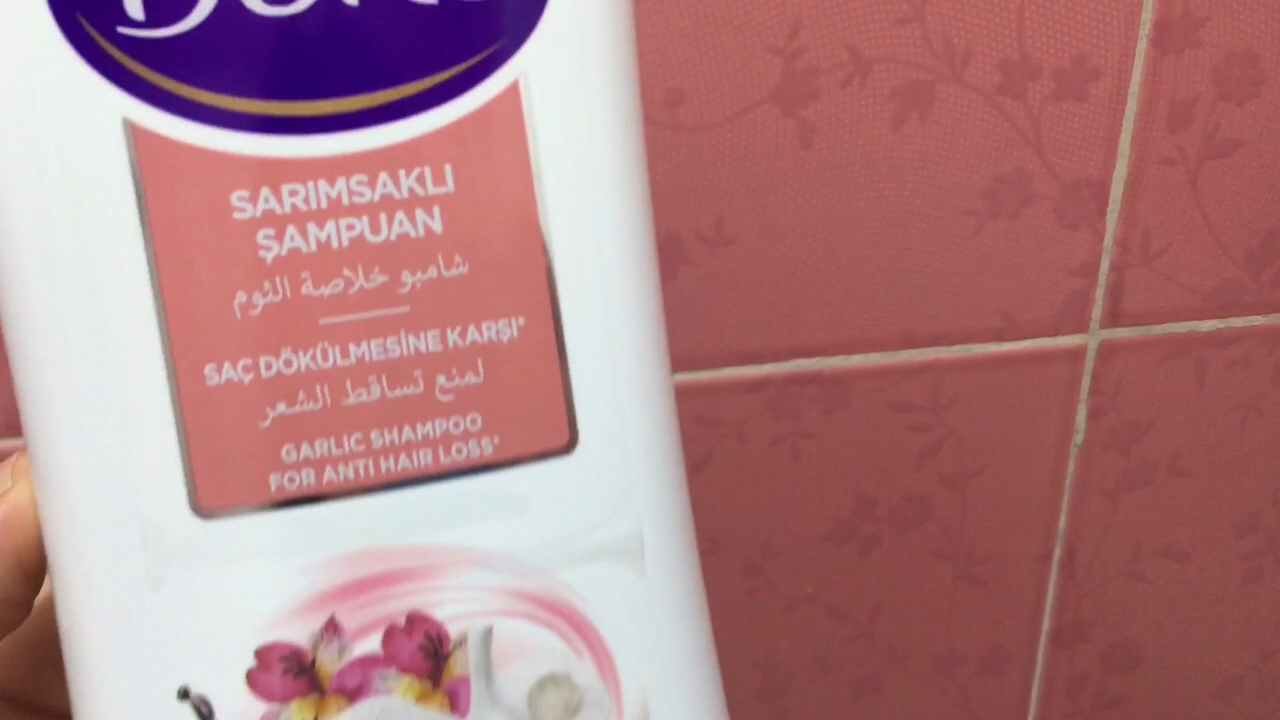 SARIMSAKLI
ŞAMPUAN
شامبو خلاصة الثوم
SAÇ DÖKÜLMESİNE KARŞI*
لمنع تساقط الشعر
GARLIC SHAMPOO
FOR ANTI HAIR LOSS*